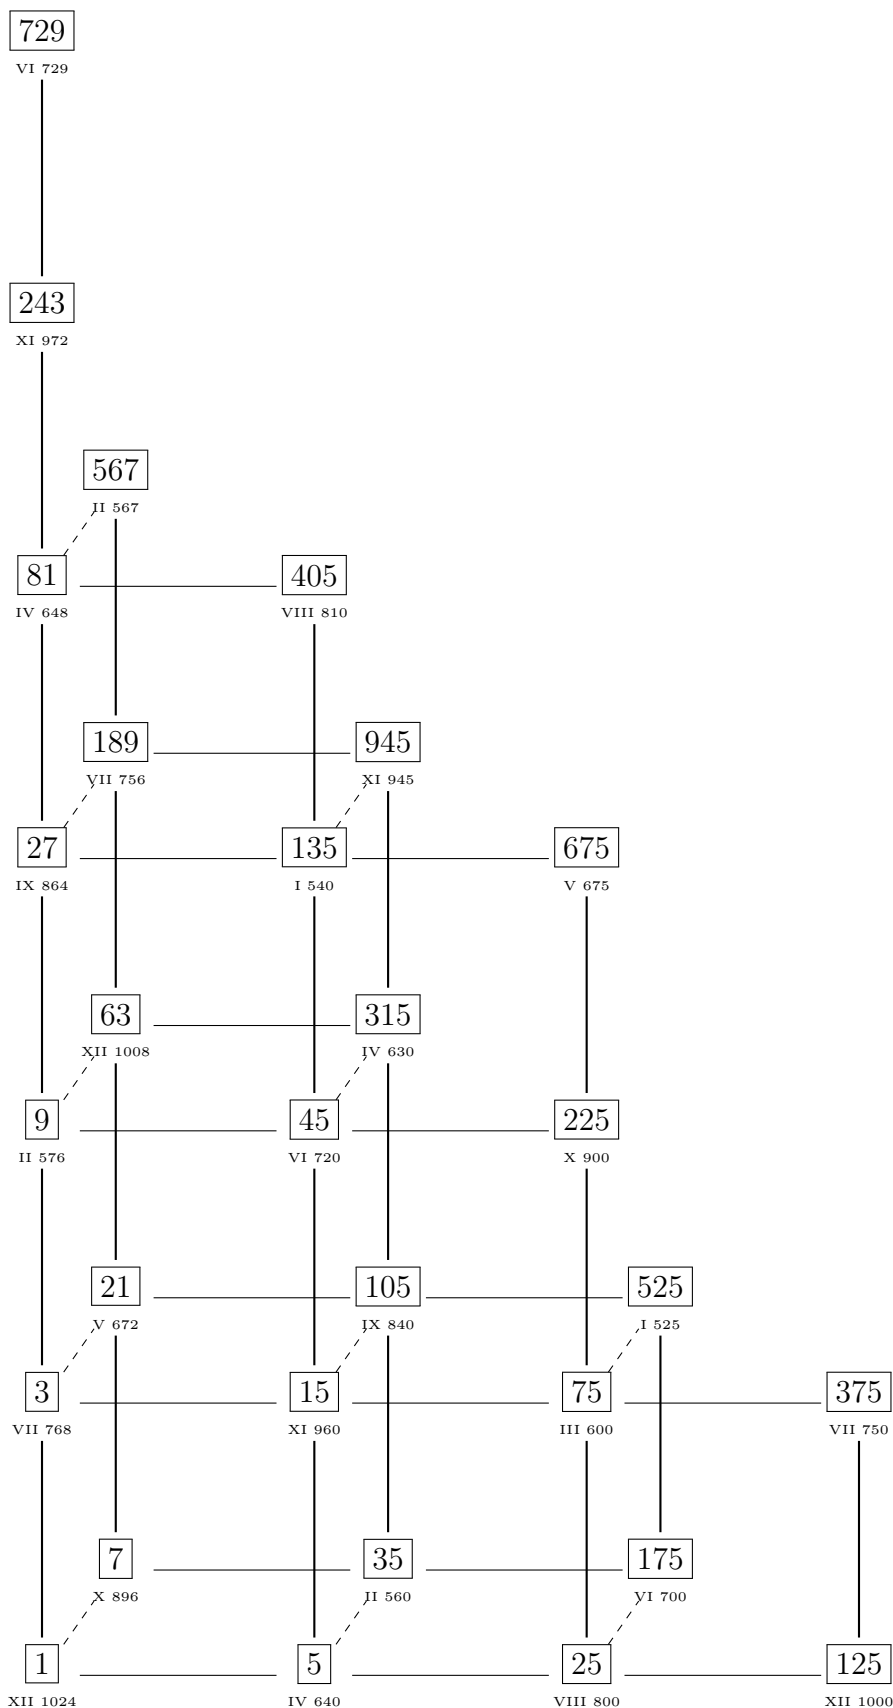 729
VI 729
243
XI 972
567
II 567
81 405
IV 648 VIII 810
189 945
VII 756 XI 945
27 135 675
IX 864 I 540 V 675
63 315
XII 1008 IV 630
9 45 225
II 576 VI 720 X 900
21 105 525
V 672 IX 840 I 525
3 15 75 375
VII 768 XI 960 III 600 VII 750
7 35 175
X 896 II 560 VI 700
1 5 25 125
XII 1024 IV 640 VIII 800 XII 1000